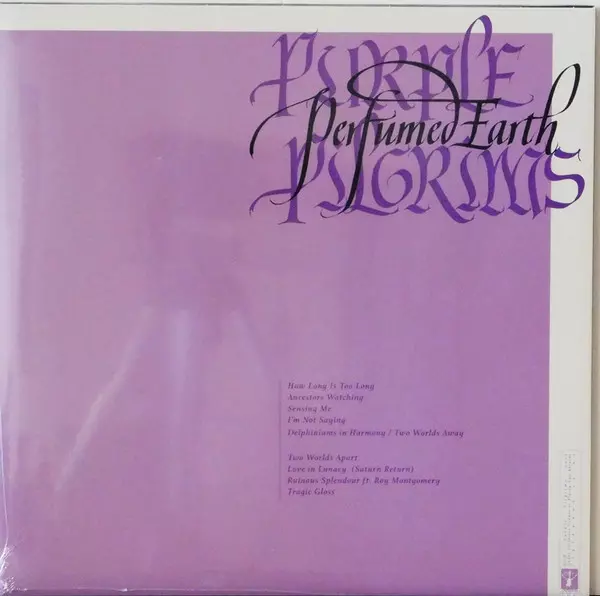 PURPLE
Perfumed Earth
PILGRIMS
How Long Is Too Long
Ancestors Watching
Sensing Me
I'm Not Saying
Delphiniums in Harmony / Two Worlds Away
Two Worlds Apart
Love in Lunacy (Saturn Return)
Ruinous Splendour ft. Roy Montgomery
Tragic Gloss